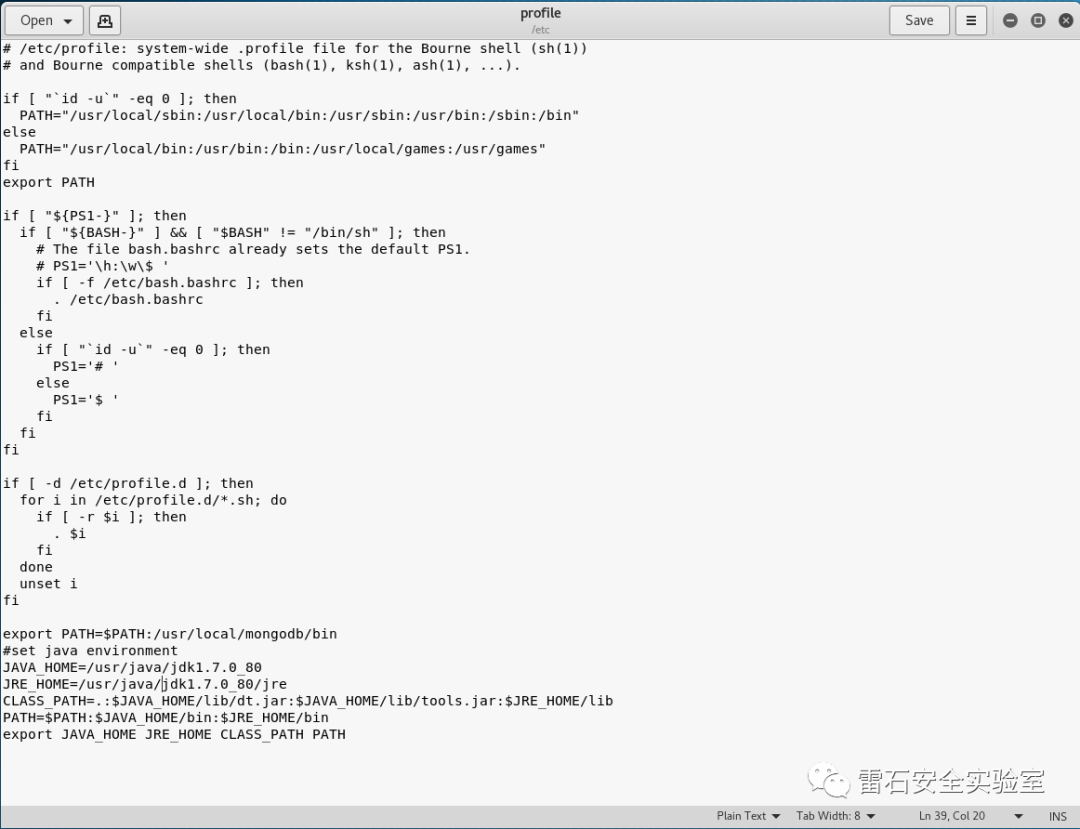 Open
profile
/etc
Save
# /etc/profile: system-wide .profile file for the Bourne shell (sh(1))
# and Bourne compatible shells (bash(1), ksh(1), ash(1), ...).

if [ "`id -u`" -eq 0 ]; then
  PATH="/usr/local/sbin:/usr/local/bin:/usr/sbin:/usr/bin:/sbin:/bin"
else
  PATH="/usr/local/bin:/usr/bin:/bin:/usr/local/games:/usr/games"
fi
export PATH

if [ "${PS1-}" ]; then
  if [ "${BASH-}" ] && [ "$BASH" != "/bin/sh" ]; then
    # The file bash.bashrc already sets the default PS1.
    # PS1='\h:\w\$ '
    if [ -f /etc/bash.bashrc ]; then
      . /etc/bash.bashrc
    fi
  else
    if [ "`id -u`" -eq 0 ]; then
      PS1='# '
    else
      PS1='$ '
    fi
  fi
fi

if [ -d /etc/profile.d ]; then
  for i in /etc/profile.d/*.sh; do
    if [ -r $i ]; then
      . $i
    fi
  done
  unset i
fi

export PATH=$PATH:/usr/local/mongodb/bin
#set java environment
JAVA_HOME=/usr/java/jdk1.7.0_80
JRE_HOME=/usr/java/jdk1.7.0_80/jre
CLASS_PATH=.:$JAVA_HOME/lib/dt.jar:$JAVA_HOME/lib/tools.jar:$JRE_HOME/lib
PATH=$PATH:$JAVA_HOME/bin:$JRE_HOME/bin
export JAVA_HOME JRE_HOME CLASS_PATH PATH
雷石安全实验室
Plain Text
Tab Width: 8
Ln 39, Col 20
INS